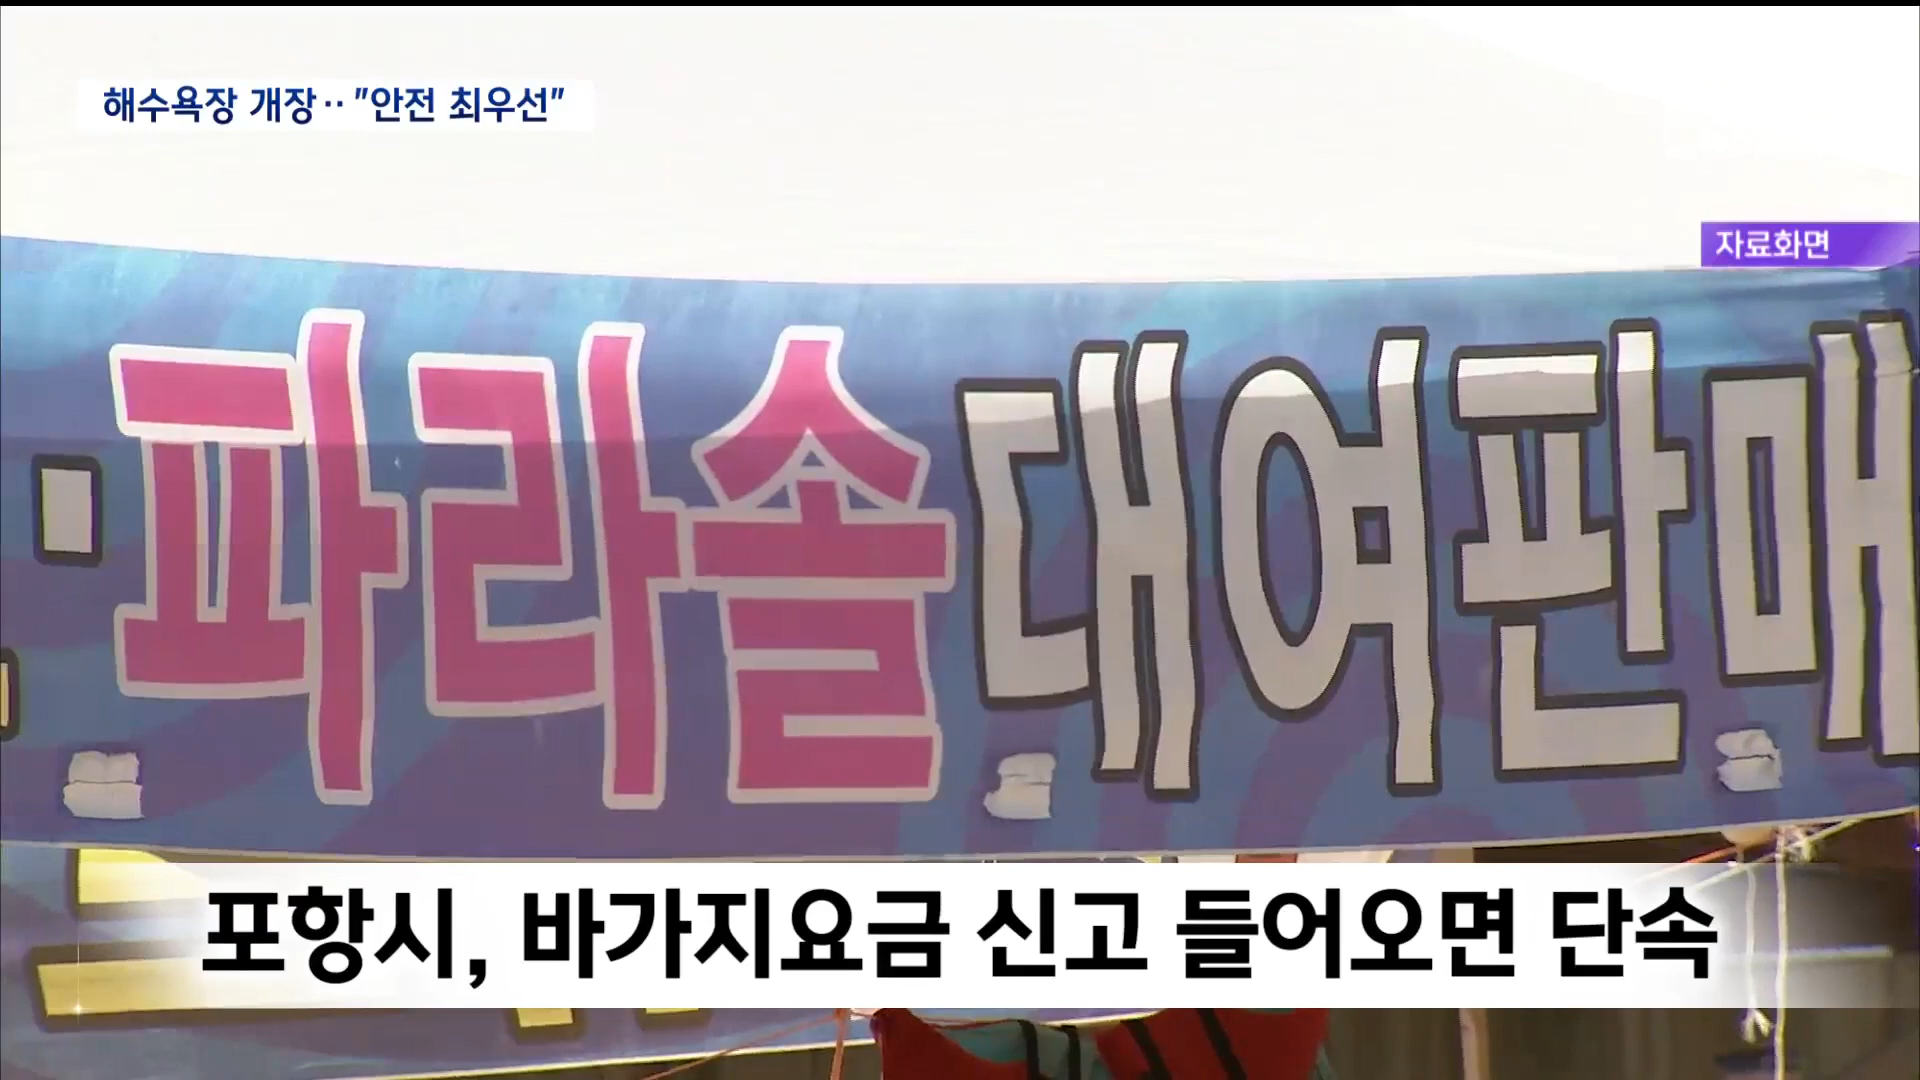 해수욕장 개장‥"안전 최우선"
자료화면
·파라솔대여판매
포항시, 바가지요금 신고 들어오면 단속